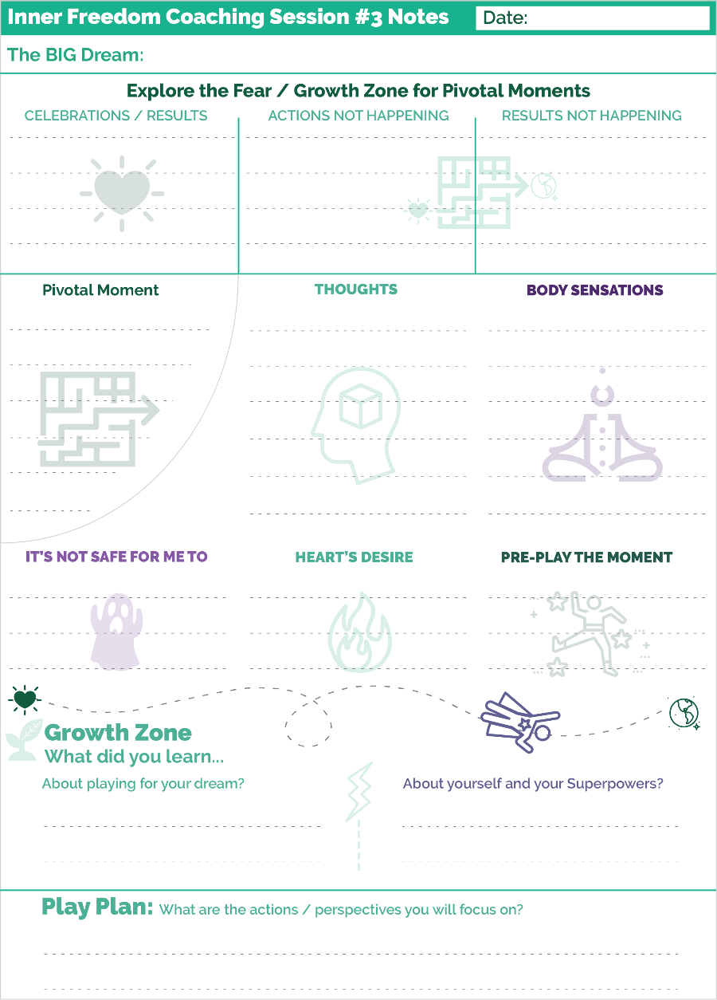 Inner Freedom Coaching Session #3 Notes
Date:
The BIG Dream:
Explore the Fear / Growth Zone for Pivotal Moments
CELEBRATIONS / RESULTS
ACTIONS NOT HAPPENING
RESULTS NOT HAPPENING
Pivotal Moment
THOUGHTS
BODY SENSATIONS
IT'S NOT SAFE FOR ME TO
HEART'S DESIRE
PRE-PLAY THE MOMENT
Growth Zone
What did you learn...
About playing for your dream?
About yourself and your Superpowers?
Play Plan: What are the actions / perspectives you will focus on?